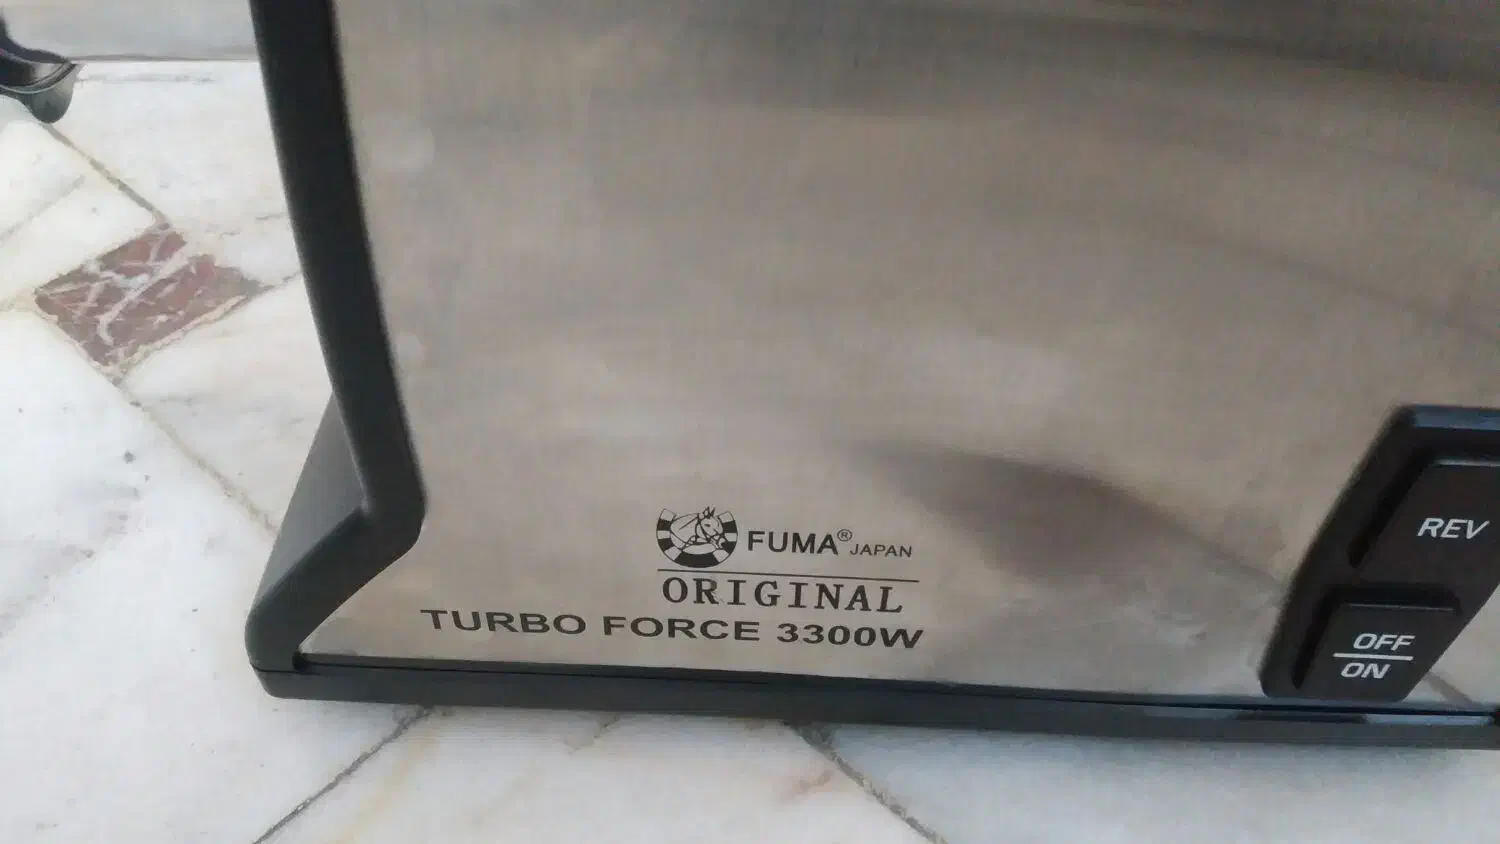 FUMA® JAPAN
ORIGINAL
TURBO FORCE 3300W
REV
OFF
ON